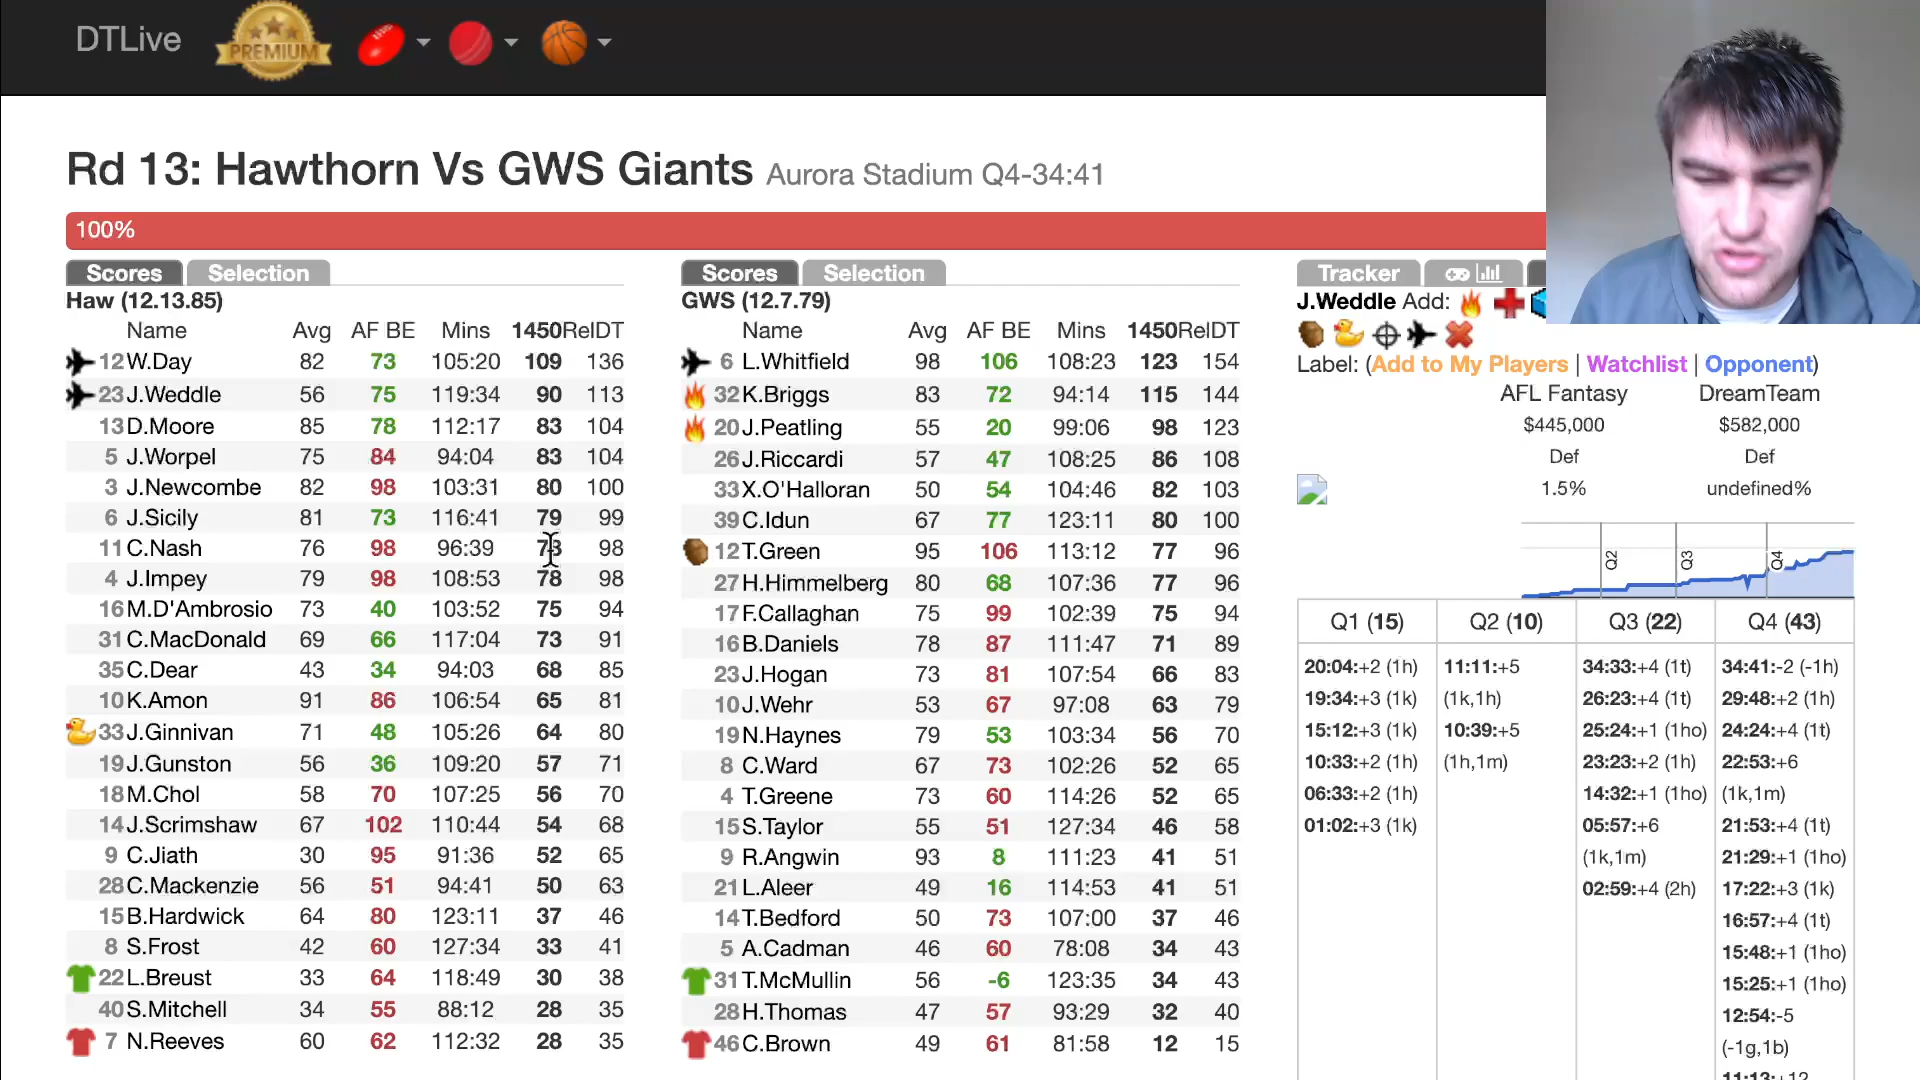 DTLive
PREMIUM
Rd 13: Hawthorn Vs GWS Giants Aurora Stadium Q4-34:41
100%
Scores Selection
Haw (12.13.85)
Name Avg AF BE Mins 1450RelDT
12 W.Day 82 73 105:20 109 136
23 J.Weddle 56 75 119:34 90 113
13 D.Moore 85 78 112:17 83 104
5 J.Worpel 75 84 94:04 83 104
3 J.Newcombe 82 98 103:31 80 100
6 J.Sicily 81 73 116:41 79 99
11 C.Nash 76 98 96:39 98
4 J.Impey 79 98 108:53 78 98
16 M.D'Ambrosio 73 40 103:52 75 94
31 C.MacDonald 69 66 117:04 73 91
35 C.Dear 43 34 94:03 68 85
10 K.Amon 91 86 106:54 65 81
33 J.Ginnivan 71 48 105:26 64 80
19 J.Gunston 56 36 109:20 57 71
18 M.Chol 58 70 107:25 56 70
14 J.Scrimshaw 67 102 110:44 54 68
9 C.Jiath 30 95 91:36 52 65
28 C.Mackenzie 56 51 94:41 50 63
15 B.Hardwick 64 80 123:11 37 46
8 S.Frost 42 60 127:34 33 41
22 L.Breust 33 64 118:49 30 38
40 S.Mitchell 34 55 88:12 28 35
7 N.Reeves 60 62 112:32 28 35
Scores Selection
GWS (12.7.79)
Name Avg AF BE Mins 1450RelDT
6 L.Whitfield 98 106 108:23 123 154
32 K.Briggs 83 72 94:14 115 144
20 J.Peatling 55 20 99:06 98 123
26 J.Riccardi 57 47 108:25 86 108
33 X.O'Halloran 50 54 104:46 82 103
39 C.Idun 67 77 123:11 80 100
12 T.Green 95 106 113:12 77 96
27 H.Himmelberg 80 68 107:36 77 96
17 F.Callaghan 75 99 102:39 75 94
16 B.Daniels 78 87 111:47 71 89
23 J.Hogan 73 81 107:54 66 83
10 J.Wehr 53 67 97:08 63 79
19 N.Haynes 79 53 103:34 56 70
8 C.Ward 67 73 102:26 52 65
4 T.Greene 73 60 114:26 52 65
15 S.Taylor 55 51 127:34 46 58
9 R.Angwin 93 8 111:23 41 51
21 L.Aleer 49 16 114:53 41 51
14 T.Bedford 50 73 107:00 37 46
5 A.Cadman 46 60 78:08 34 43
31 T.McMullin 56 -6 123:35 34 43
28 H.Thomas 47 57 93:29 32 40
46 C.Brown 49 61 81:58 12 15
Tracker
J.Weddle Add:
Label: (Add to My Players | Watchlist | Opponent)
AFL Fantasy DreamTeam
$445,000 $582,000
Def Def
1.5% undefined%
Q2 Q3 Q4
Q1 (15) Q2 (10) Q3 (22) Q4 (43)
20:04:+2 (1h) 11:11:+5 34:33:+4 (1t) 34:41:-2 (-1h)
19:34:+3 (1k) (1k,1h) 26:23:+4 (1t) 29:48:+2 (1h)
15:12:+3 (1k) 10:39:+5 25:24:+1 (1ho) 24:24:+4 (1t)
10:33:+2 (1h) (1h,1m) 23:23:+2 (1h) 22:53:+6
06:33:+2 (1h) 14:32:+1 (1ho) (1k,1m)
01:02:+3 (1k) 05:57:+6 21:53:+4 (1t)
(1k,1m) 21:29:+1 (1ho)
02:59:+4 (2h) 17:22:+3 (1k)
16:57:+4 (1t)
15:48:+1 (1ho)
15:25:+1 (1ho)
12:54:-5
(-1g,1b)
11:13:+12